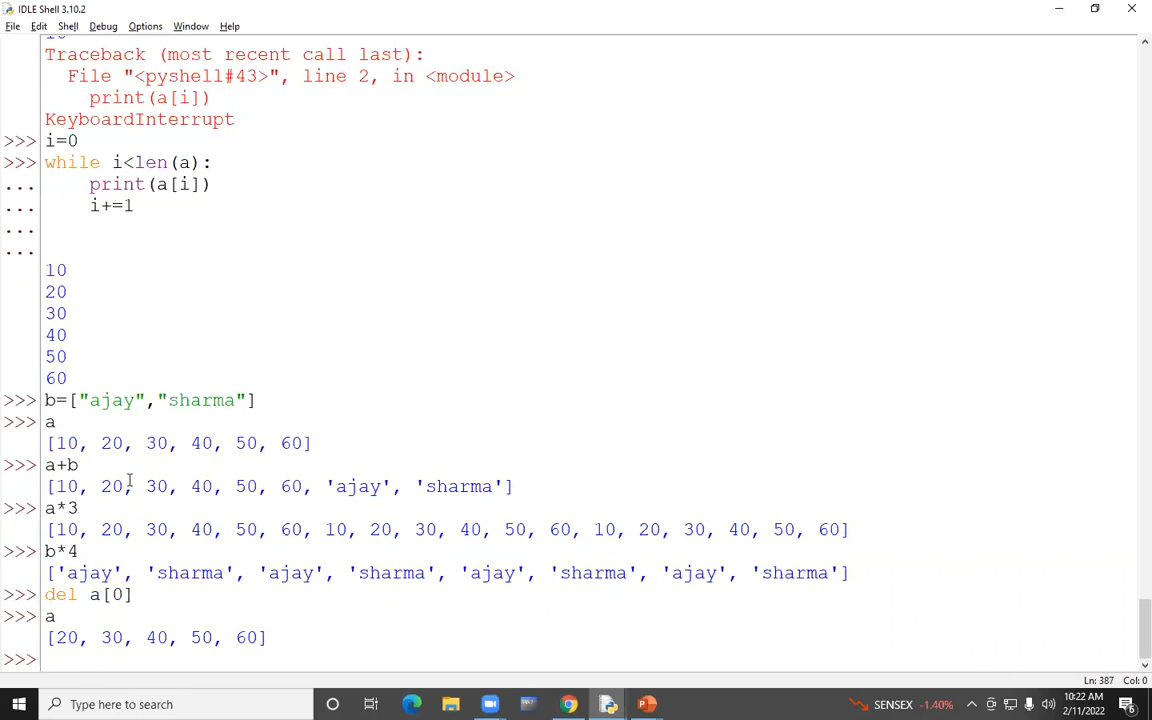 IDLE Shell 3.10.2
File Edit Shell Debug Options Window Help
Traceback (most recent call last):
  File "<pyshell#43>", line 2, in <module>
    print(a[i])
KeyboardInterrupt
>>> i=0
>>> while i<len(a):
...     print(a[i])
...     i+=1
...
...
10
20
30
40
50
60
>>> b=["ajay","sharma"]
>>> a
[10, 20, 30, 40, 50, 60]
>>> a+b
[10, 20, 30, 40, 50, 60, 'ajay', 'sharma']
>>> a*3
[10, 20, 30, 40, 50, 60, 10, 20, 30, 40, 50, 60, 10, 20, 30, 40, 50, 60]
>>> b*4
['ajay', 'sharma', 'ajay', 'sharma', 'ajay', 'sharma', 'ajay', 'sharma']
>>> del a[0]
>>> a
[20, 30, 40, 50, 60]
>>>
Ln: 387 Col: 0
Type here to search
SENSEX -1.40%
10:22 AM
2/11/2022
6